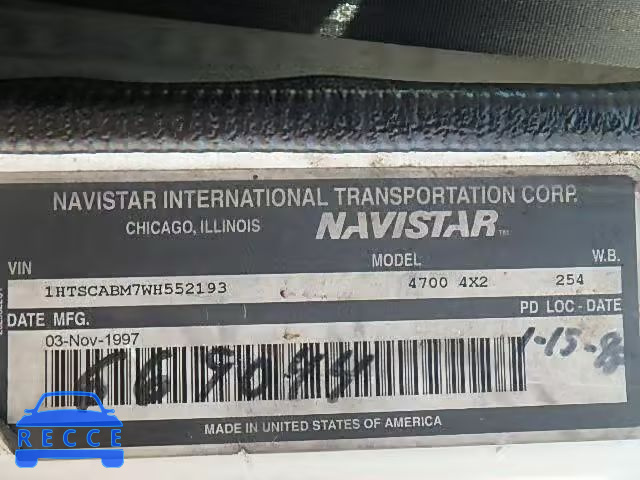 NAVISTAR INTERNATIONAL TRANSPORTATION CORP.
CHICAGO, ILLINOIS NAVISTAR TM
VIN MODEL W.B.
1HTSCABM7WH552193 4700 4X2 254
DATE MFG. PD LOC - DATE
03-Nov-1997
MADE IN UNITED STATES OF AMERICA
RECCE